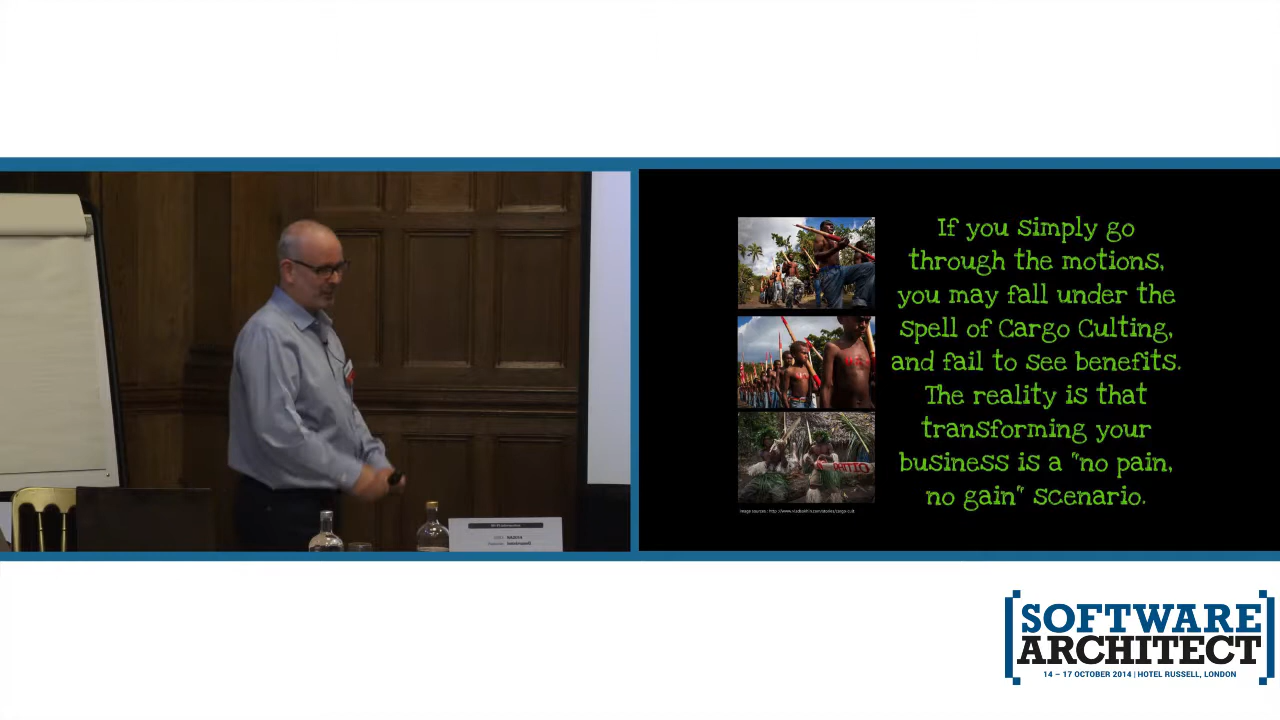 If you simply go
through the motions,
you may fall under the
spell of Cargo Culting,
and fail to see benefits.
The reality is that
transforming your
business is a "no pain,
no gain" scenario.
[SOFTWARE
ARCHITECT]
14 – 17 OCTOBER 2014 | HOTEL RUSSELL, LONDON